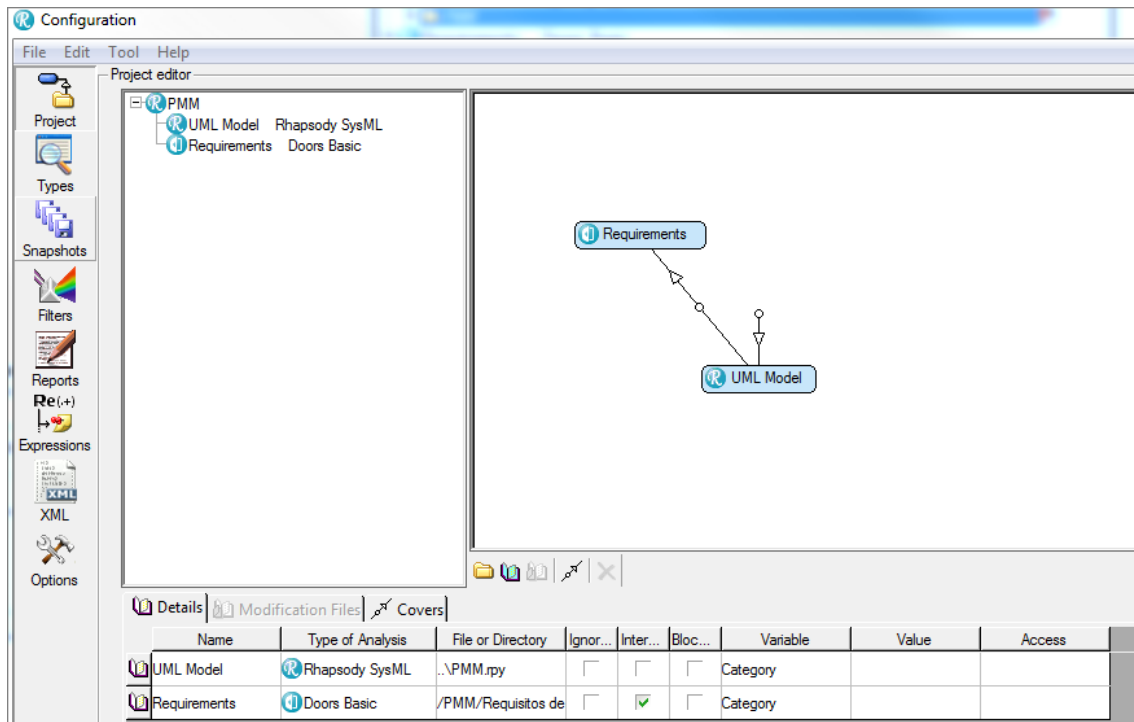 Configuration
File Edit Tool Help
Project editor
Project
Types
Snapshots
Filters
Reports
Re(.+)
Expressions
XML
XML
Options
PMM
UML Model Rhapsody SysML
Requirements Doors Basic
Requirements
UML Model
Details Modification Files Covers
Name Type of Analysis File or Directory Ignor... Inter... Bloc... Variable Value Access
UML Model Rhapsody SysML ..\PMM.rpy Category
Requirements Doors Basic /PMM/Requisitos de Category